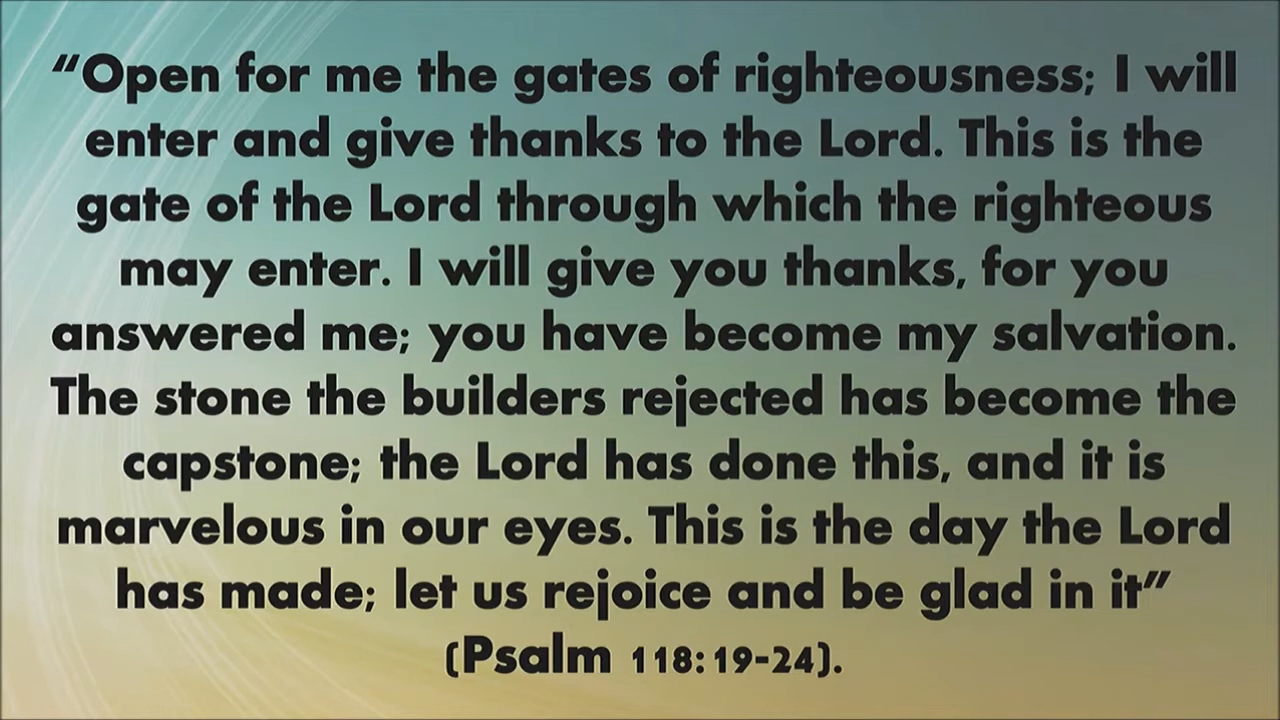 “Open for me the gates of righteousness; I will
enter and give thanks to the Lord. This is the
gate of the Lord through which the righteous
may enter. I will give you thanks, for you
answered me; you have become my salvation.
The stone the builders rejected has become the
capstone; the Lord has done this, and it is
marvelous in our eyes. This is the day the Lord
has made; let us rejoice and be glad in it”
(Psalm 118:19-24).